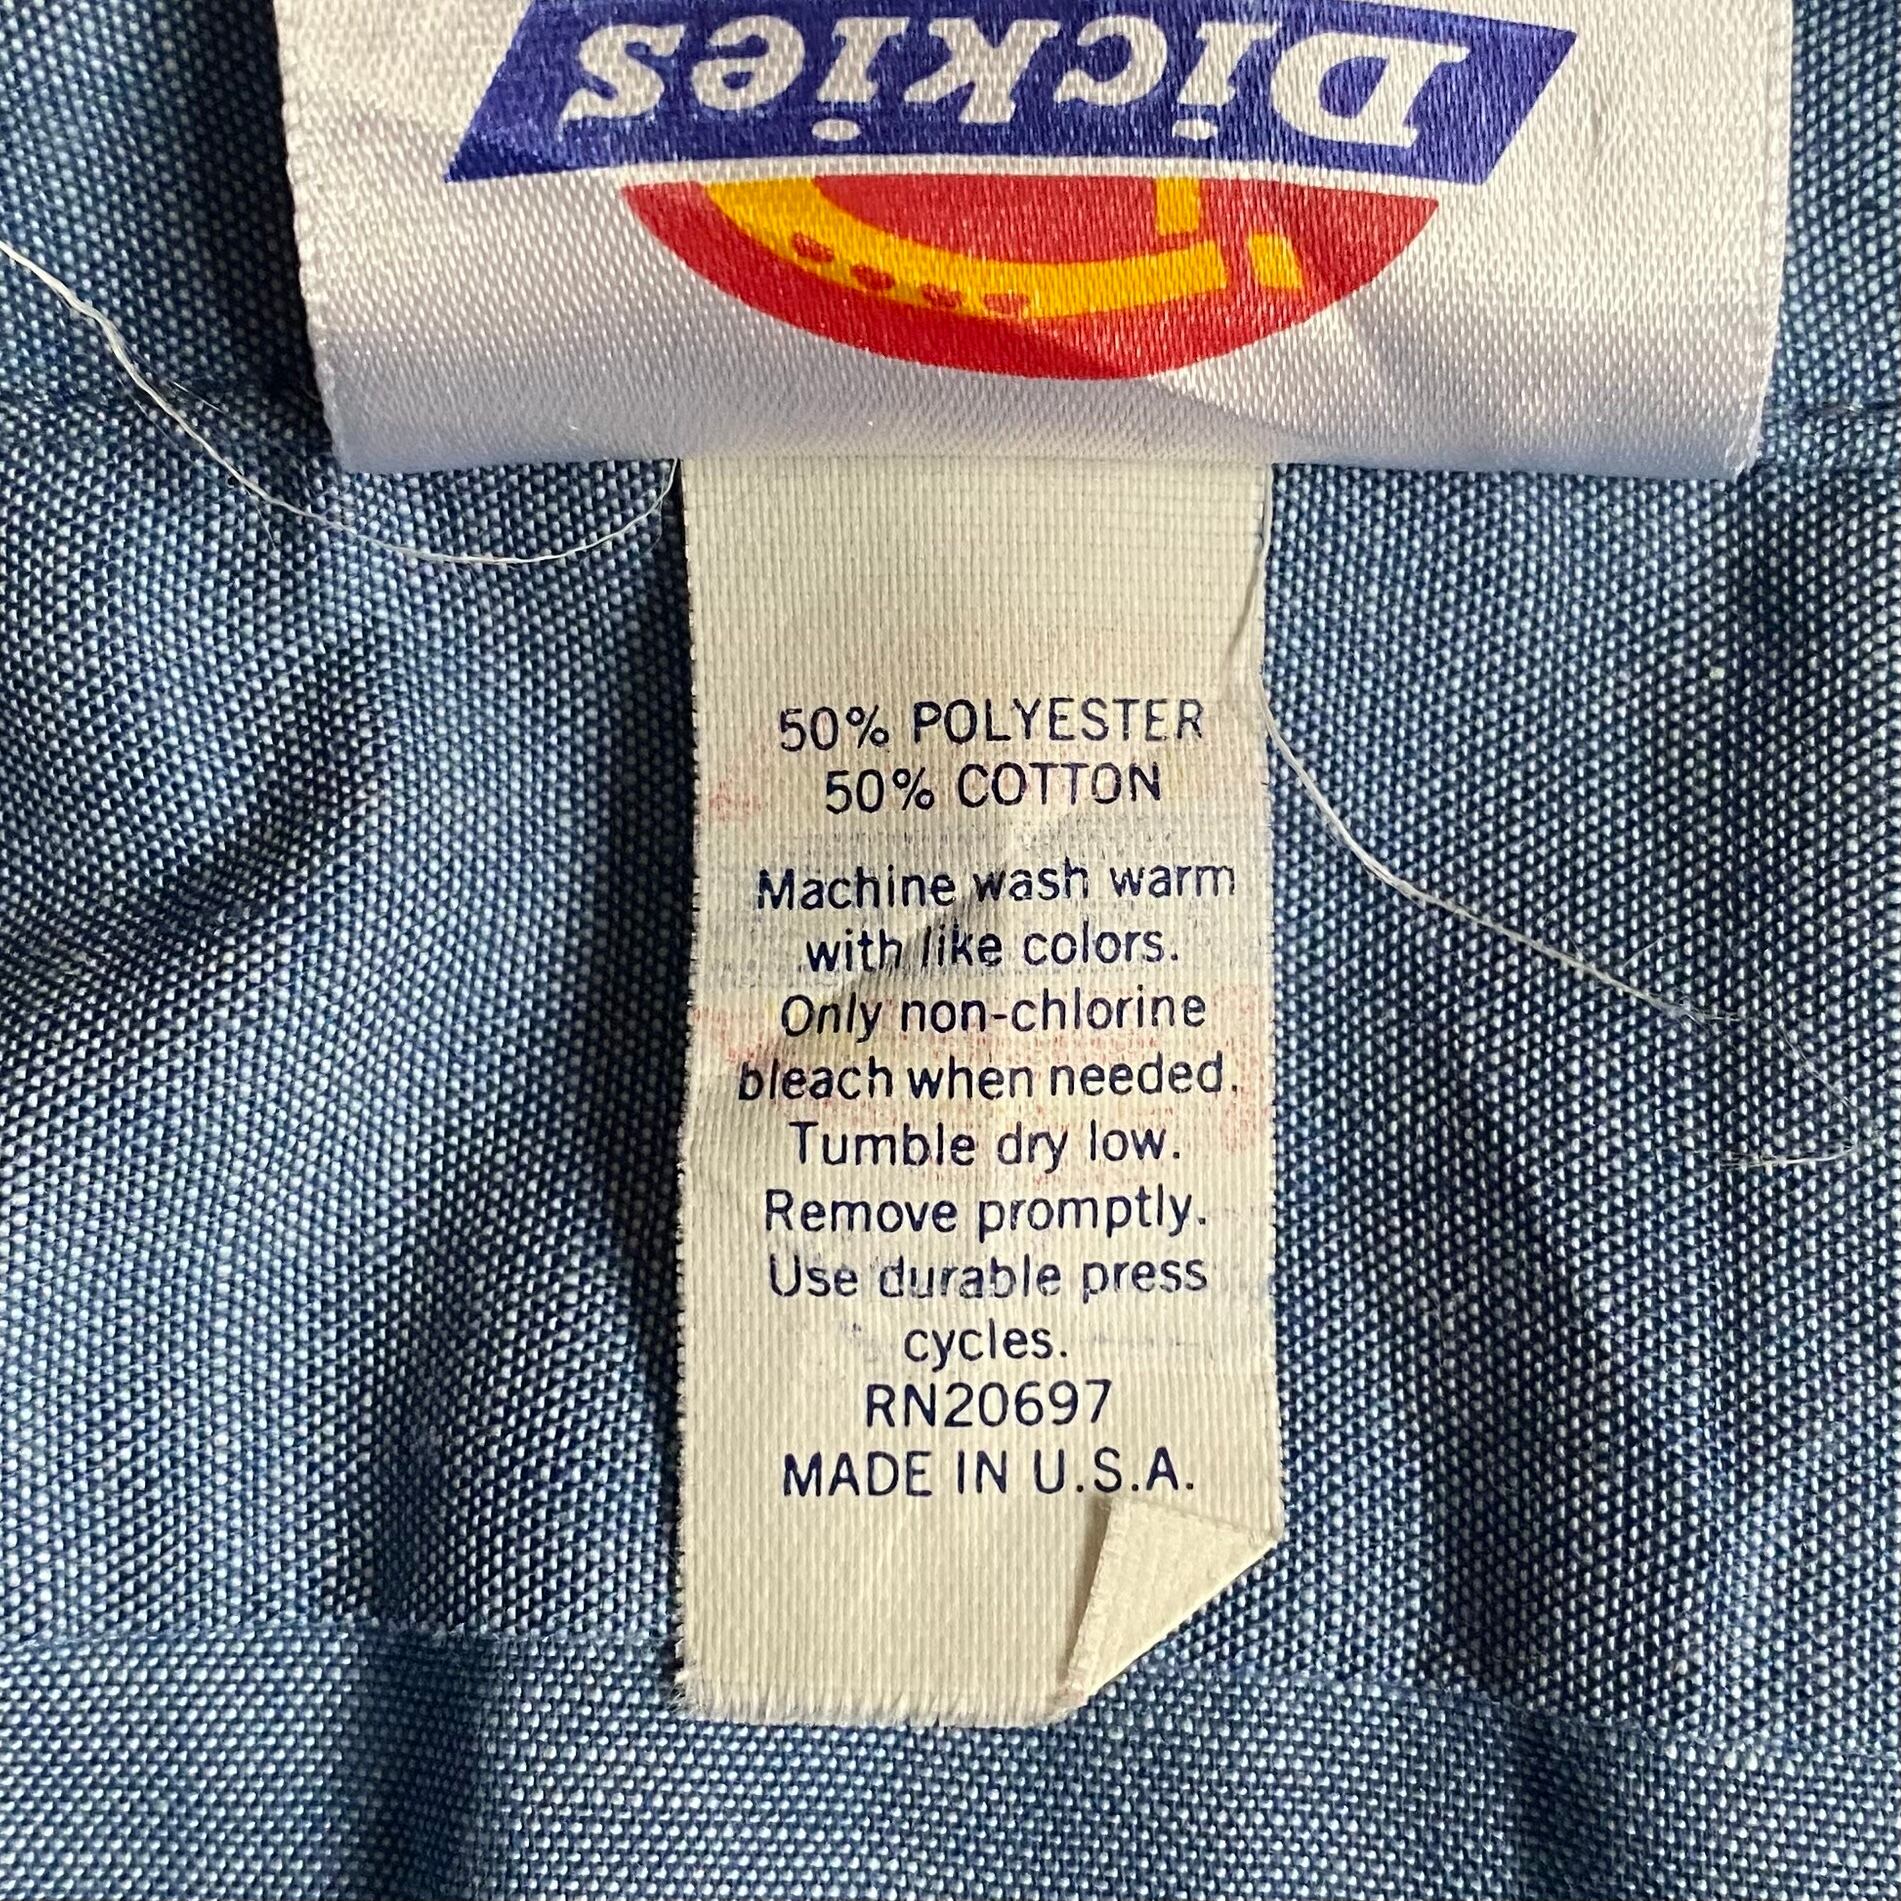 Dickies
50% POLYESTER
50% COTTON
Machine wash warm
with like colors.
Only non-chlorine
bleach when needed.
Tumble dry low.
Remove promptly.
Use durable press
cycles.
RN20697
MADE IN U.S.A.